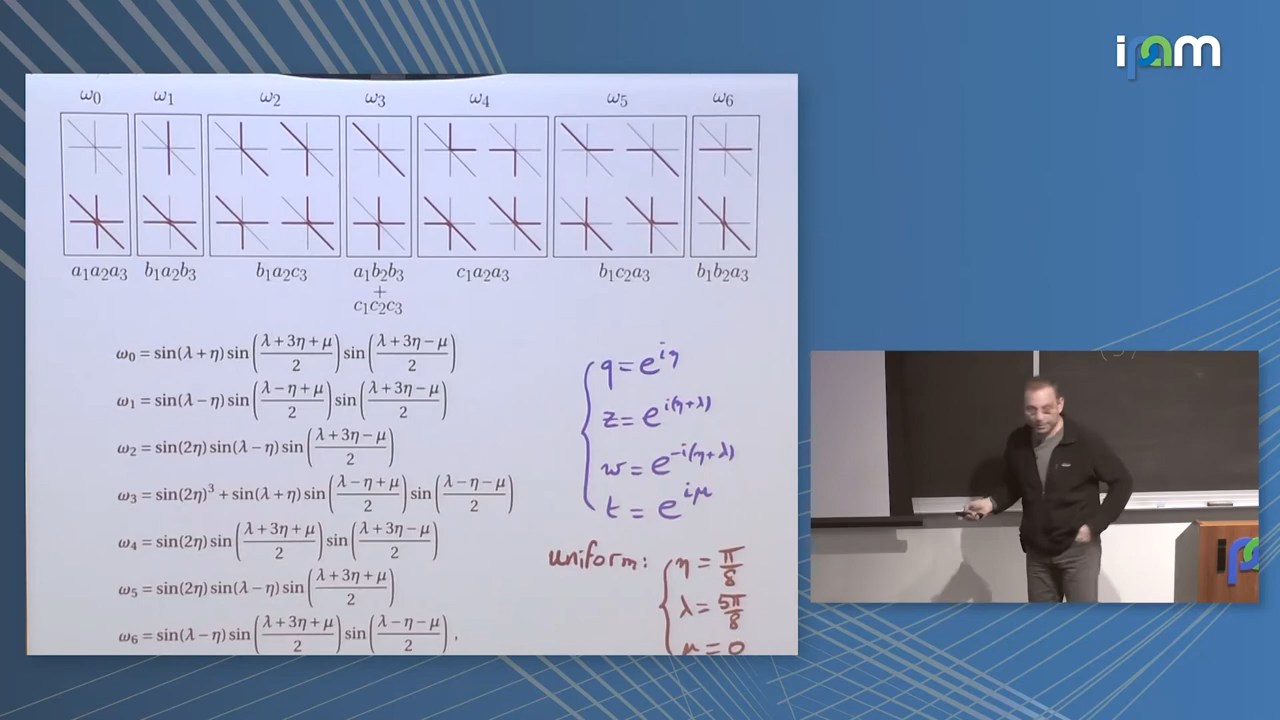 ipam
ω₀ ω₁ ω₂ ω₃ ω₄ ω₅ ω₆
a₁a₂a₃ b₁a₂b₃ b₁a₂c₃ a₁b₂b₃ c₁a₂a₃ b₁c₂a₃ b₁b₂a₃
+
c₁c₂c₃
ω₀ = sin(λ + η) sin((λ + 3η + μ)/2) sin((λ + 3η − μ)/2)
ω₁ = sin(λ − η) sin((λ − η + μ)/2) sin((λ + 3η − μ)/2)
ω₂ = sin(2η) sin(λ − η) sin((λ + 3η − μ)/2)
ω₃ = sin(2η)³ + sin(λ + η) sin((λ − η + μ)/2) sin((λ − η − μ)/2)
ω₄ = sin(2η) sin((λ + 3η + μ)/2) sin((λ + 3η − μ)/2)
ω₅ = sin(2η) sin(λ − η) sin((λ + 3η + μ)/2)
ω₆ = sin(λ − η) sin((λ + 3η + μ)/2) sin((λ − η − μ)/2) ,
q = e^{iη}
z = e^{i(η+λ)}
w = e^{−i(η+λ)}
t = e^{iμ}
uniform: η = π/8
λ = 5π/8
μ = 0